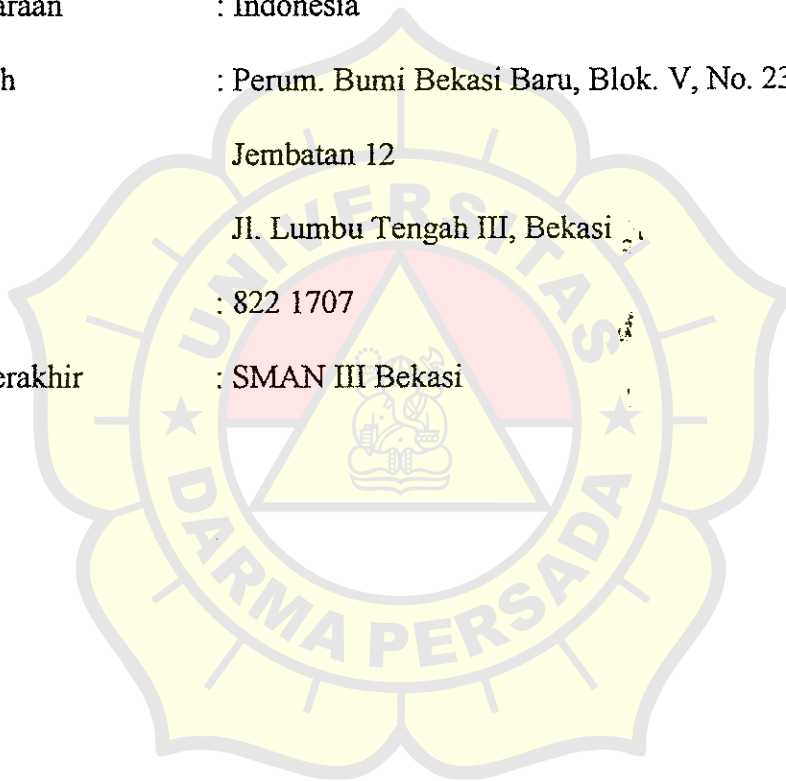 araan : Indonesia
h : Perum. Bumi Bekasi Baru, Blok. V, No. 23
Jembatan 12
Jl. Lumbu Tengah III, Bekasi
: 822 1707
erakhir : SMAN III Bekasi
UNIVERSITAS
DARMA PERSADA